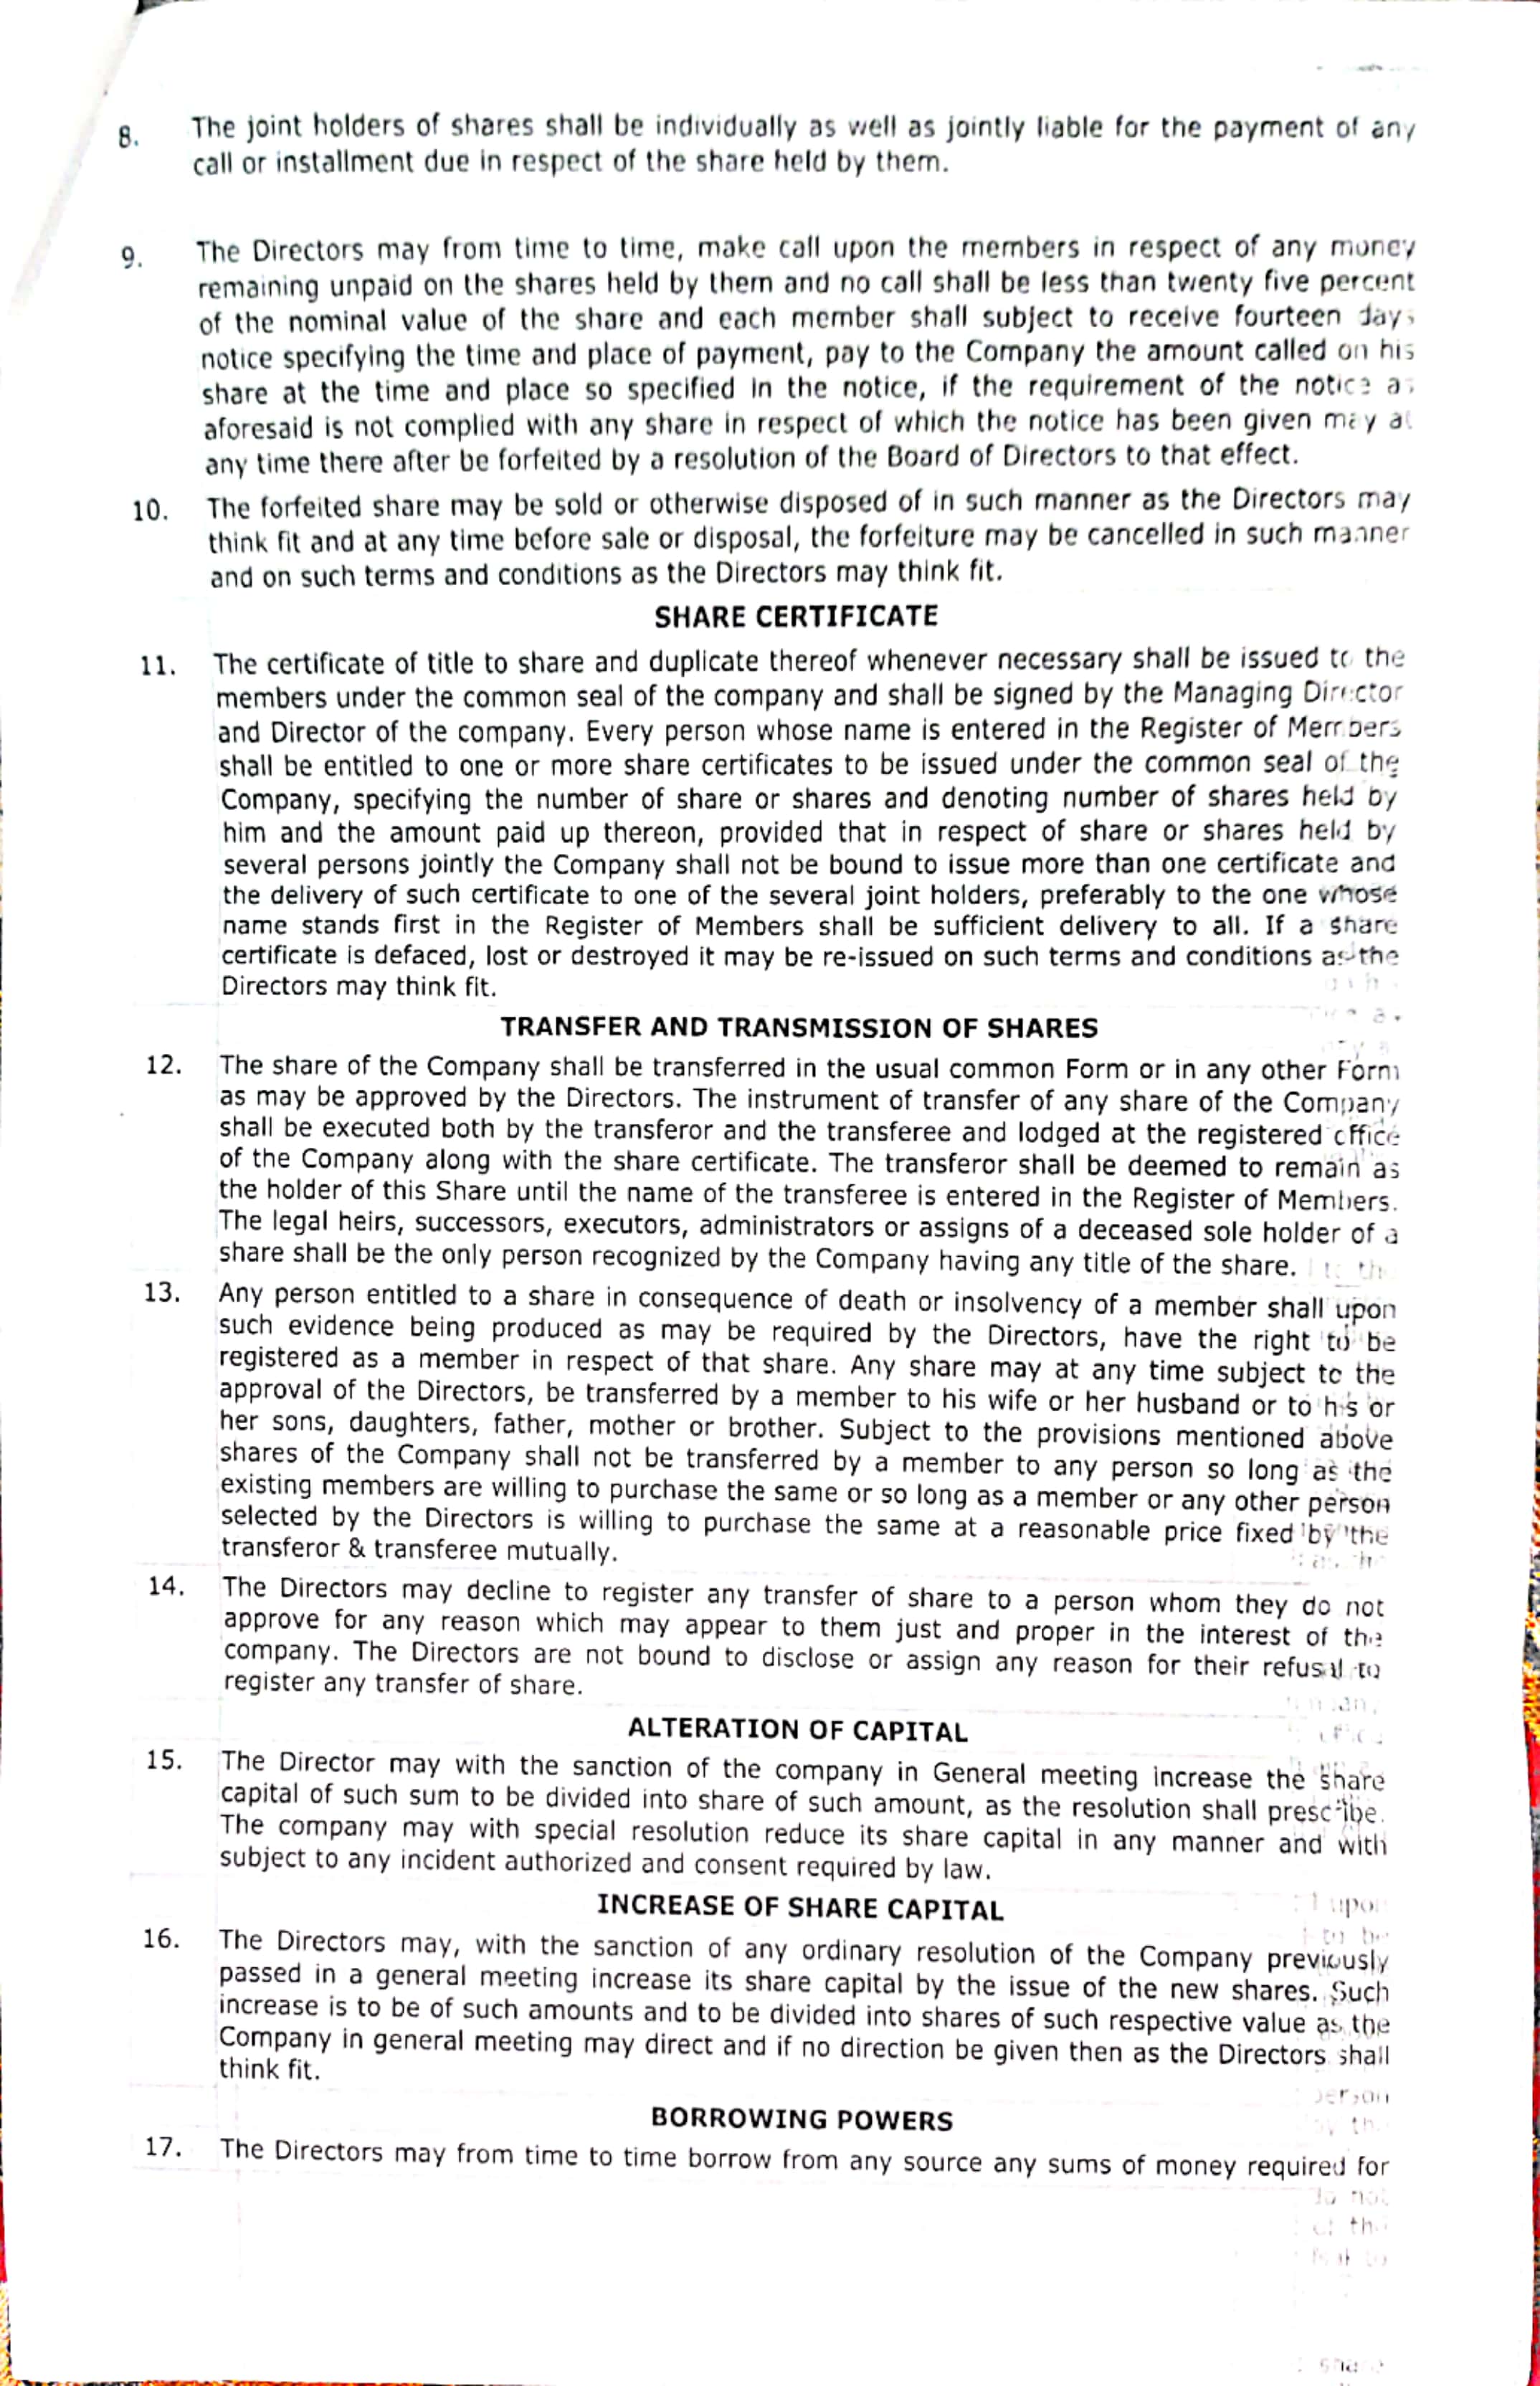 8. The joint holders of shares shall be individually as well as jointly liable for the payment of any
call or installment due in respect of the share held by them.
9. The Directors may from time to time, make call upon the members in respect of any money
remaining unpaid on the shares held by them and no call shall be less than twenty five percent
of the nominal value of the share and each member shall subject to receive fourteen days
notice specifying the time and place of payment, pay to the Company the amount called on his
share at the time and place so specified in the notice, if the requirement of the notice as
aforesaid is not complied with any share in respect of which the notice has been given may at
any time there after be forfeited by a resolution of the Board of Directors to that effect.
10. The forfeited share may be sold or otherwise disposed of in such manner as the Directors may
think fit and at any time before sale or disposal, the forfeiture may be cancelled in such manner
and on such terms and conditions as the Directors may think fit.
SHARE CERTIFICATE
11. The certificate of title to share and duplicate thereof whenever necessary shall be issued to the
members under the common seal of the company and shall be signed by the Managing Director
and Director of the company. Every person whose name is entered in the Register of Members
shall be entitled to one or more share certificates to be issued under the common seal of the
Company, specifying the number of share or shares and denoting number of shares held by
him and the amount paid up thereon, provided that in respect of share or shares held by
several persons jointly the Company shall not be bound to issue more than one certificate and
the delivery of such certificate to one of the several joint holders, preferably to the one whose
name stands first in the Register of Members shall be sufficient delivery to all. If a share
certificate is defaced, lost or destroyed it may be re-issued on such terms and conditions as the
Directors may think fit.
TRANSFER AND TRANSMISSION OF SHARES
12. The share of the Company shall be transferred in the usual common Form or in any other Form
as may be approved by the Directors. The instrument of transfer of any share of the Company
shall be executed both by the transferor and the transferee and lodged at the registered office
of the Company along with the share certificate. The transferor shall be deemed to remain as
the holder of this Share until the name of the transferee is entered in the Register of Members.
The legal heirs, successors, executors, administrators or assigns of a deceased sole holder of a
share shall be the only person recognized by the Company having any title of the share.
13. Any person entitled to a share in consequence of death or insolvency of a member shall upon
such evidence being produced as may be required by the Directors, have the right to be
registered as a member in respect of that share. Any share may at any time subject to the
approval of the Directors, be transferred by a member to his wife or her husband or to his or
her sons, daughters, father, mother or brother. Subject to the provisions mentioned above
shares of the Company shall not be transferred by a member to any person so long as the
existing members are willing to purchase the same or so long as a member or any other person
selected by the Directors is willing to purchase the same at a reasonable price fixed by the
transferor & transferee mutually.
14. The Directors may decline to register any transfer of share to a person whom they do not
approve for any reason which may appear to them just and proper in the interest of the
company. The Directors are not bound to disclose or assign any reason for their refusal to
register any transfer of share.
ALTERATION OF CAPITAL
15. The Director may with the sanction of the company in General meeting increase the share
capital of such sum to be divided into share of such amount, as the resolution shall prescribe.
The company may with special resolution reduce its share capital in any manner and with
subject to any incident authorized and consent required by law.
INCREASE OF SHARE CAPITAL
16. The Directors may, with the sanction of any ordinary resolution of the Company previously
passed in a general meeting increase its share capital by the issue of the new shares. Such
increase is to be of such amounts and to be divided into shares of such respective value as the
Company in general meeting may direct and if no direction be given then as the Directors shall
think fit.
BORROWING POWERS
17. The Directors may from time to time borrow from any source any sums of money required for